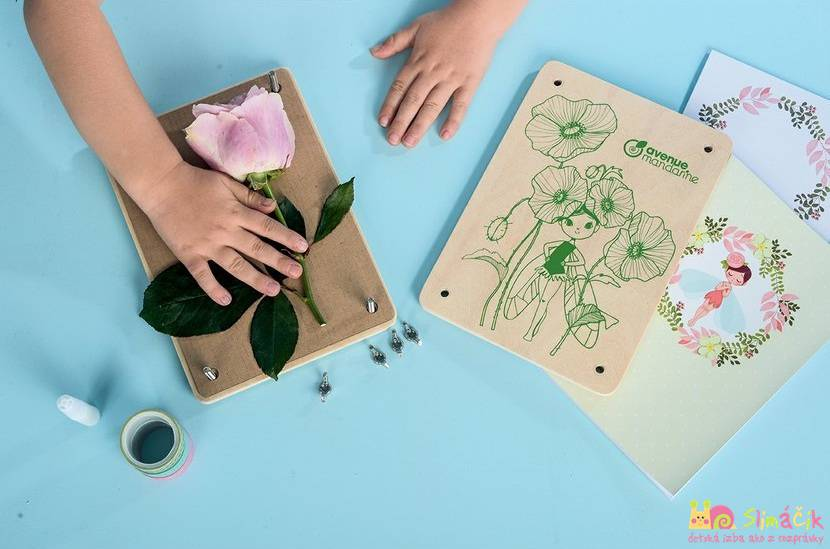 avenue
mandarine
Slimáčik
detská izba ako z rozprávky